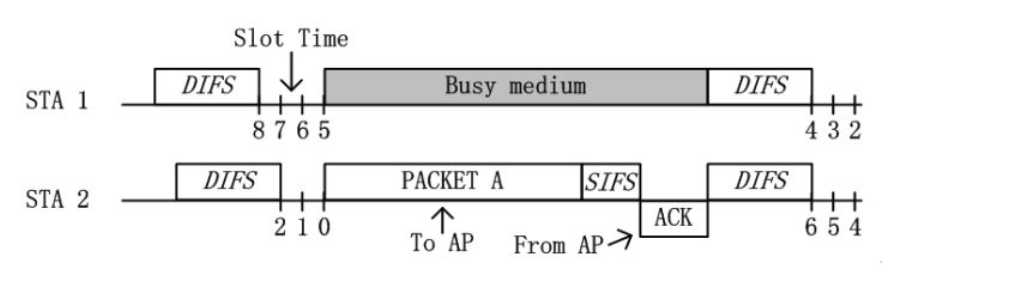 Slot Time
STA 1
DIFS
Busy medium
DIFS
8 7 6 5
4 3 2
STA 2
DIFS
PACKET A
SIFS
ACK
DIFS
2 1 0
6 5 4
To AP
From AP